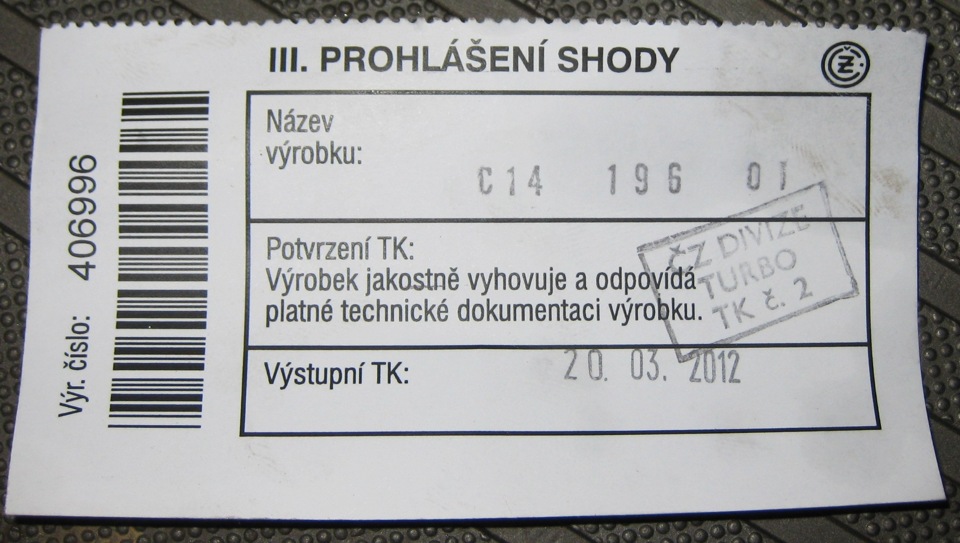 III. PROHLÁŠENÍ SHODY
ČZ
Výr. číslo: 406996
Název
výrobku:
C14 196 01
Potvrzení TK:
Výrobek jakostně vyhovuje a odpovídá
platné technické dokumentaci výrobku.
ČZ DIVIZE
TURBO
TK č. 2
Výstupní TK: 20. 03. 2012